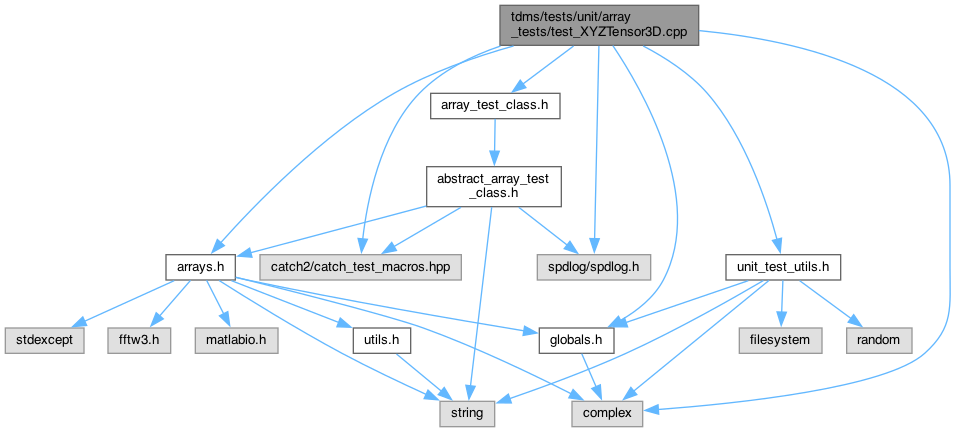 tdms/tests/unit/array
_tests/test_XYZTensor3D.cpp
array_test_class.h
abstract_array_test
_class.h
arrays.h
catch2/catch_test_macros.hpp
spdlog/spdlog.h
unit_test_utils.h
stdexcept
fftw3.h
matlabio.h
utils.h
globals.h
filesystem
random
string
complex